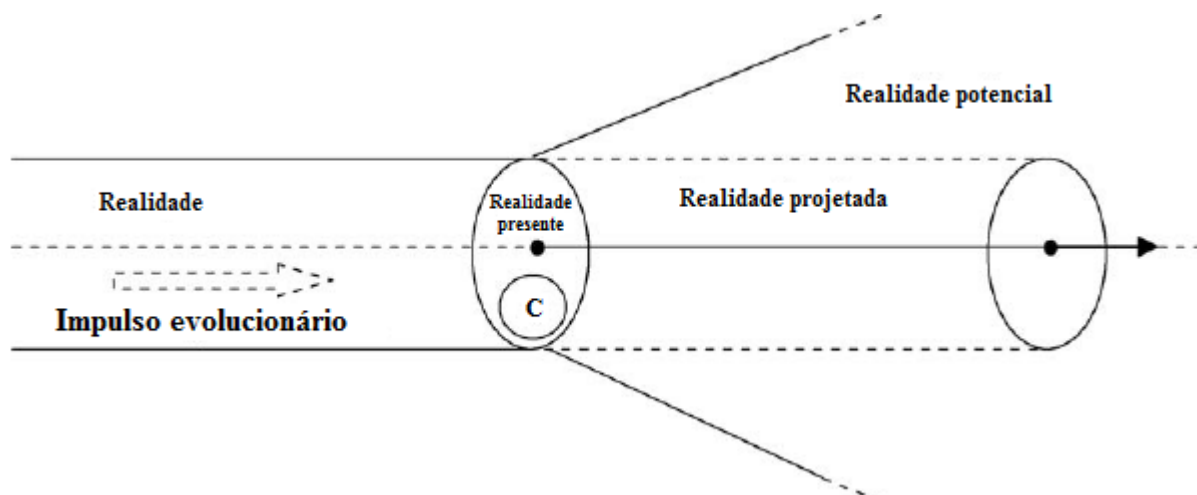 Realidade potencial
Realidade
Realidade
presente
Realidade projetada
C
Impulso evolucionário